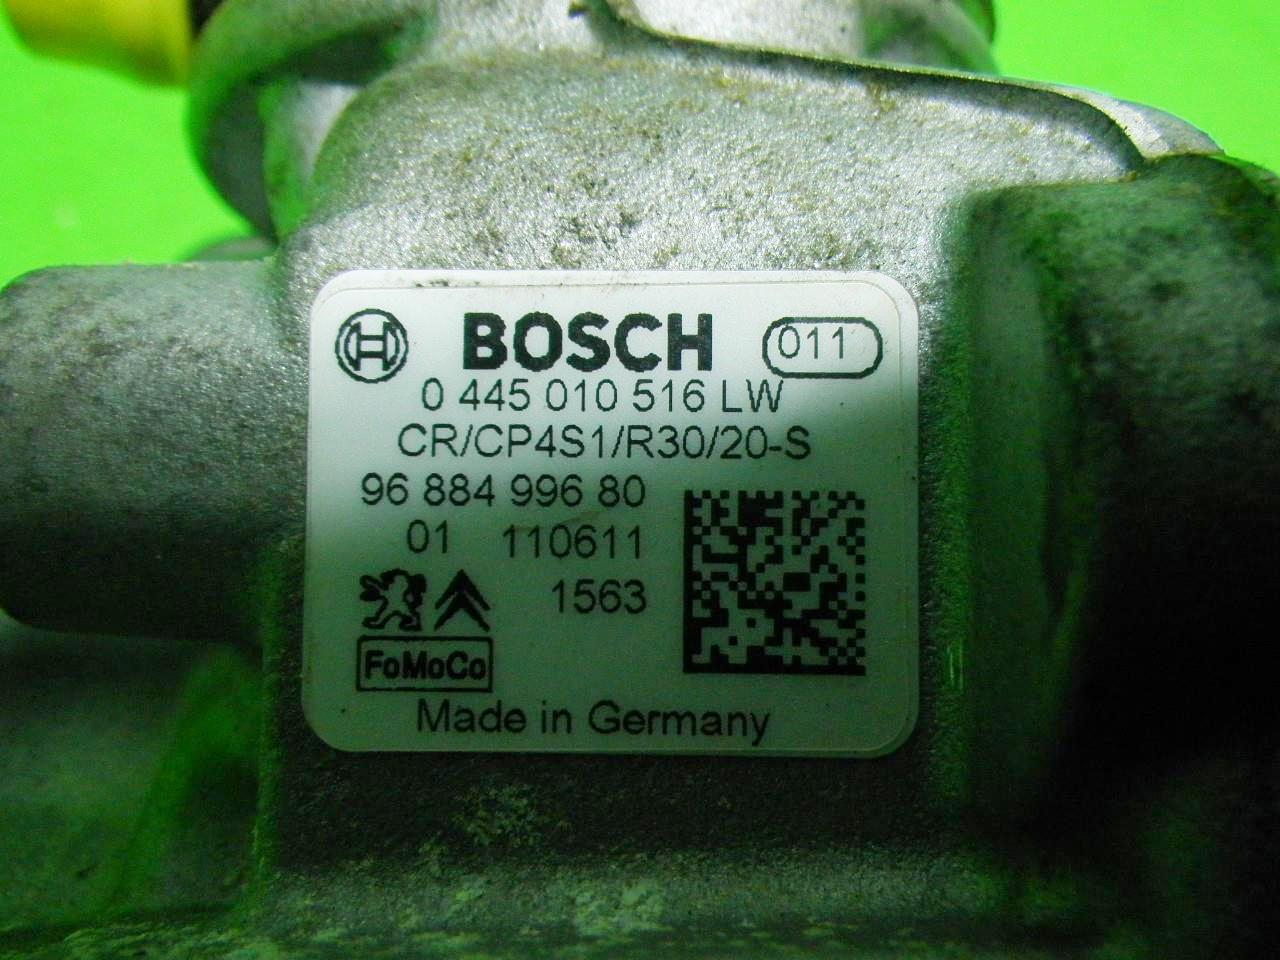 BOSCH 011
0 445 010 516 LW
CR/CP4S1/R30/20-S
96 884 996 80
01 110611
1563
FoMoCo
Made in Germany